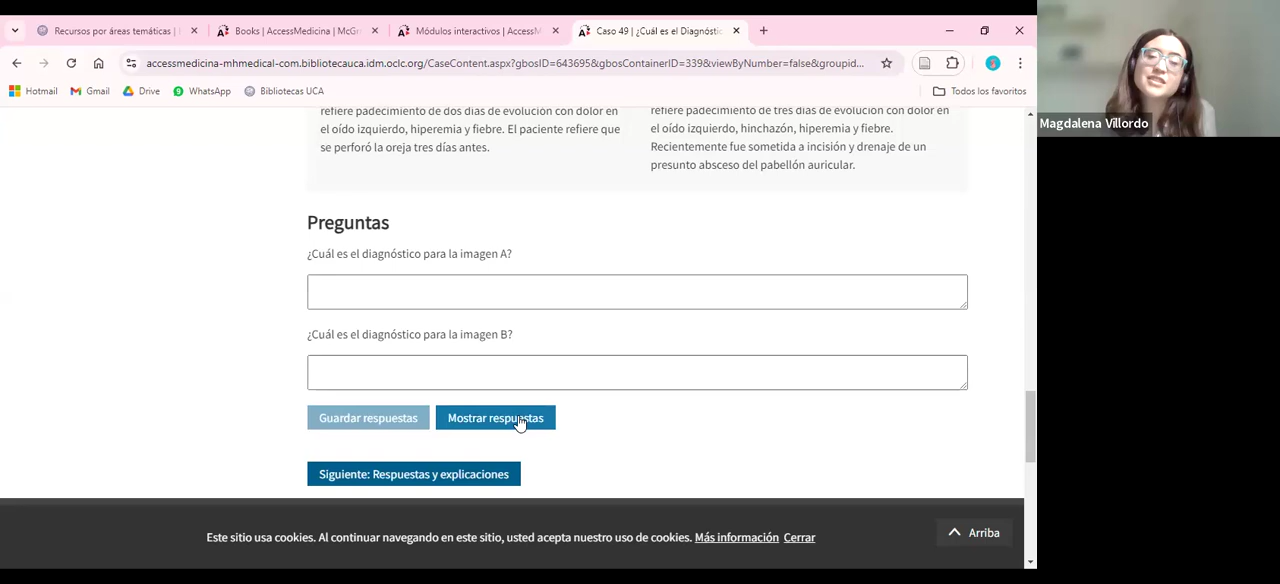 Recursos por áreas temáticas |
Books | AccessMedicina | McGr
Módulos interactivos | AccessM
Caso 49 | ¿Cuál es el Diagnóstic
accessmedicina-mhmedical-com.bibliotecauca.idm.oclc.org/CaContent.aspx?gbosID=643695&gbosContainerID=339&viewByNumber=false&groupid...
Hotmail
Gmail
Drive
WhatsApp
Bibliotecas UCA
Todos los favoritos
refiere padecimiento de dos días de evolución con dolor en
el oído izquierdo, hiperemia y fiebre. El paciente refiere que
se perforó la oreja tres días antes.
refiere padecimiento de tres días de evolución con dolor en
el oído izquierdo, hinchazón, hiperemia y fiebre.
Recientemente fue sometida a incisión y drenaje de un
presunto absceso del pabellón auricular.
Preguntas
¿Cuál es el diagnóstico para la imagen A?
¿Cuál es el diagnóstico para la imagen B?
Guardar respuestas
Mostrar respuestas
Siguiente: Respuestas y explicaciones
Este sitio usa cookies. Al continuar navegando en este sitio, usted acepta nuestro uso de cookies. Más información Cerrar
Arriba
Magdalena Villordo